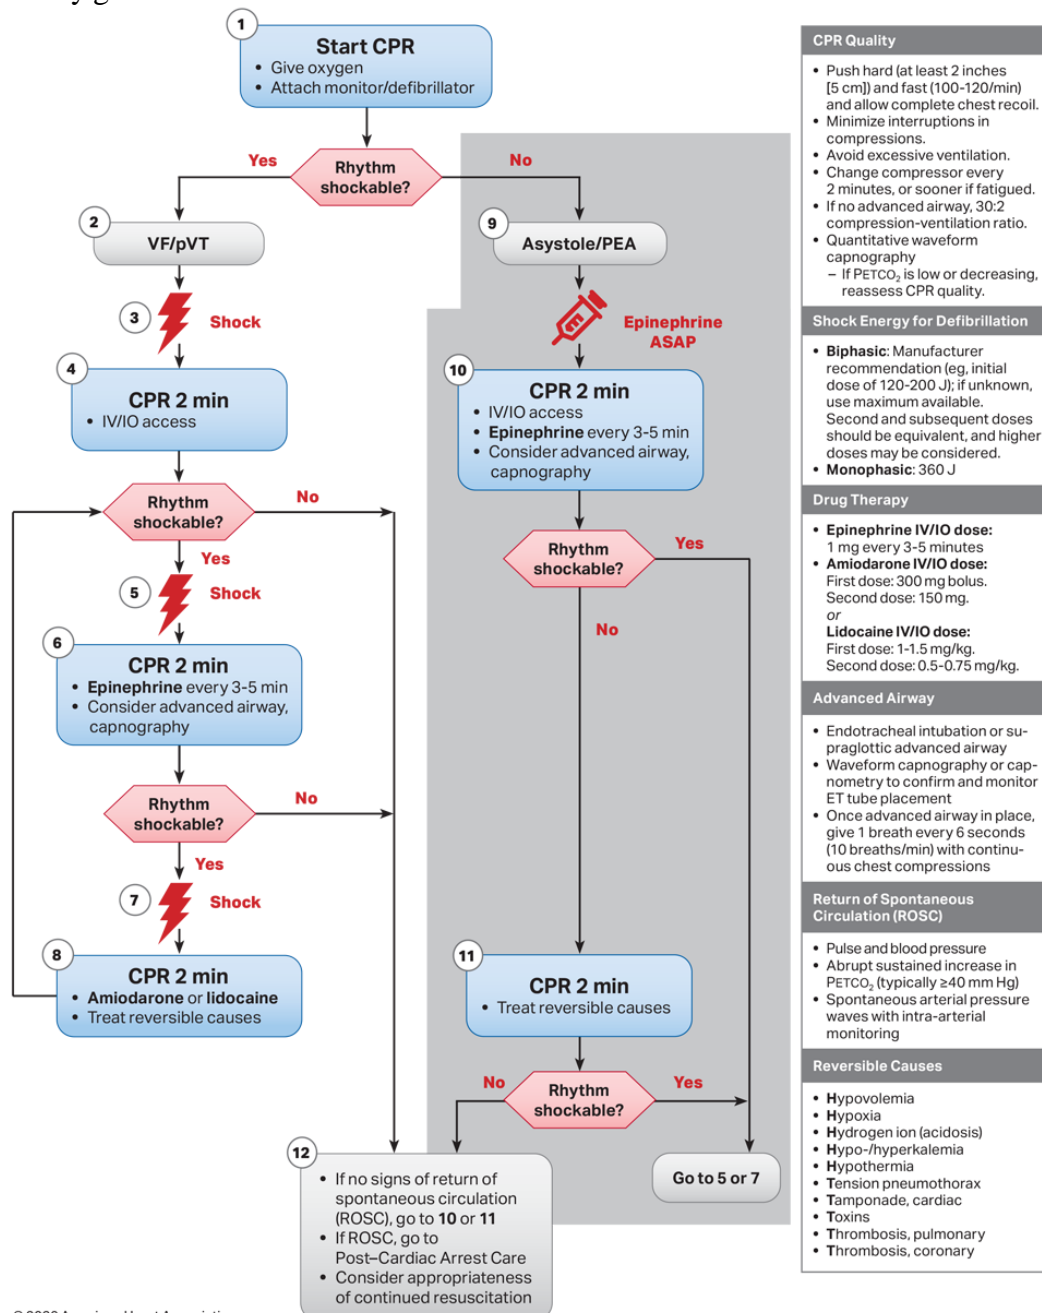 1
Start CPR
• Give oxygen
• Attach monitor/defibrillator
Rhythm
shockable?
Yes
No
2
VF/pVT
3
Shock
4
CPR 2 min
• IV/IO access
Rhythm
shockable?
No
Yes
5
Shock
6
CPR 2 min
• Epinephrine every 3-5 min
• Consider advanced airway,
capnography
Rhythm
shockable?
No
Yes
7
Shock
8
CPR 2 min
• Amiodarone or lidocaine
• Treat reversible causes
9
Asystole/PEA
Epinephrine
ASAP
10
CPR 2 min
• IV/IO access
• Epinephrine every 3-5 min
• Consider advanced airway,
capnography
Rhythm
shockable?
Yes
No
11
CPR 2 min
• Treat reversible causes
No
Rhythm
shockable?
Yes
12
• If no signs of return of
spontaneous circulation
(ROSC), go to 10 or 11
• If ROSC, go to
Post–Cardiac Arrest Care
• Consider appropriateness
of continued resuscitation
Go to 5 or 7
CPR Quality
• Push hard (at least 2 inches
[5 cm]) and fast (100-120/min)
and allow complete chest recoil.
• Minimize interruptions in
compressions.
• Avoid excessive ventilation.
• Change compressor every
2 minutes, or sooner if fatigued.
• If no advanced airway, 30:2
compression-ventilation ratio.
• Quantitative waveform
capnography
– If PETCO₂ is low or decreasing,
reassess CPR quality.
Shock Energy for Defibrillation
• Biphasic: Manufacturer
recommendation (eg, initial
dose of 120-200 J); if unknown,
use maximum available.
Second and subsequent doses
should be equivalent, and higher
doses may be considered.
• Monophasic: 360 J
Drug Therapy
• Epinephrine IV/IO dose:
1 mg every 3-5 minutes
• Amiodarone IV/IO dose:
First dose: 300 mg bolus.
Second dose: 150 mg.
or
Lidocaine IV/IO dose:
First dose: 1-1.5 mg/kg.
Second dose: 0.5-0.75 mg/kg.
Advanced Airway
• Endotracheal intubation or su-
praglottic advanced airway
• Waveform capnography or cap-
nometry to confirm and monitor
ET tube placement
• Once advanced airway in place,
give 1 breath every 6 seconds
(10 breaths/min) with continu-
ous chest compressions
Return of Spontaneous
Circulation (ROSC)
• Pulse and blood pressure
• Abrupt sustained increase in
PETCO₂ (typically ≥40 mm Hg)
• Spontaneous arterial pressure
waves with intra-arterial
monitoring
Reversible Causes
• Hypovolemia
• Hypoxia
• Hydrogen ion (acidosis)
• Hypo-/hyperkalemia
• Hypothermia
• Tension pneumothorax
• Tamponade, cardiac
• Toxins
• Thrombosis, pulmonary
• Thrombosis, coronary